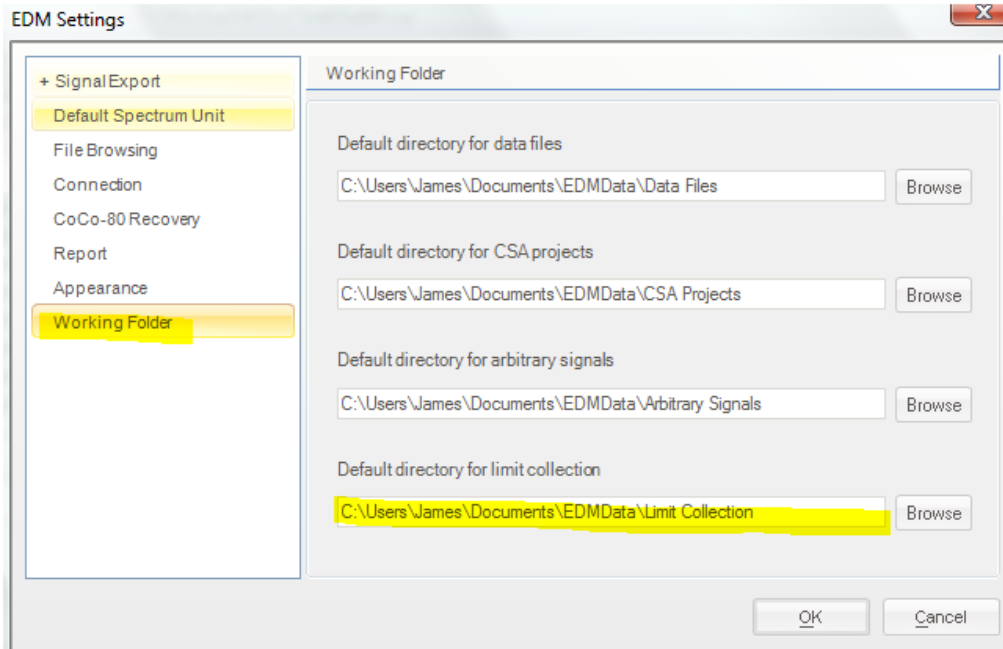 EDM Settings
+ Signal Export
Default Spectrum Unit
File Browsing
Connection
CoCo-80 Recovery
Report
Appearance
Working Folder
Working Folder
Default directory for data files
C:\Users\James\Documents\EDMData\Data Files
Browse
Default directory for CSA projects
C:\Users\James\Documents\EDMData\CSA Projects
Browse
Default directory for arbitrary signals
C:\Users\James\Documents\EDMData\Arbitrary Signals
Browse
Default directory for limit collection
C:\Users\James\Documents\EDMData\Limit Collection
Browse
OK
Cancel